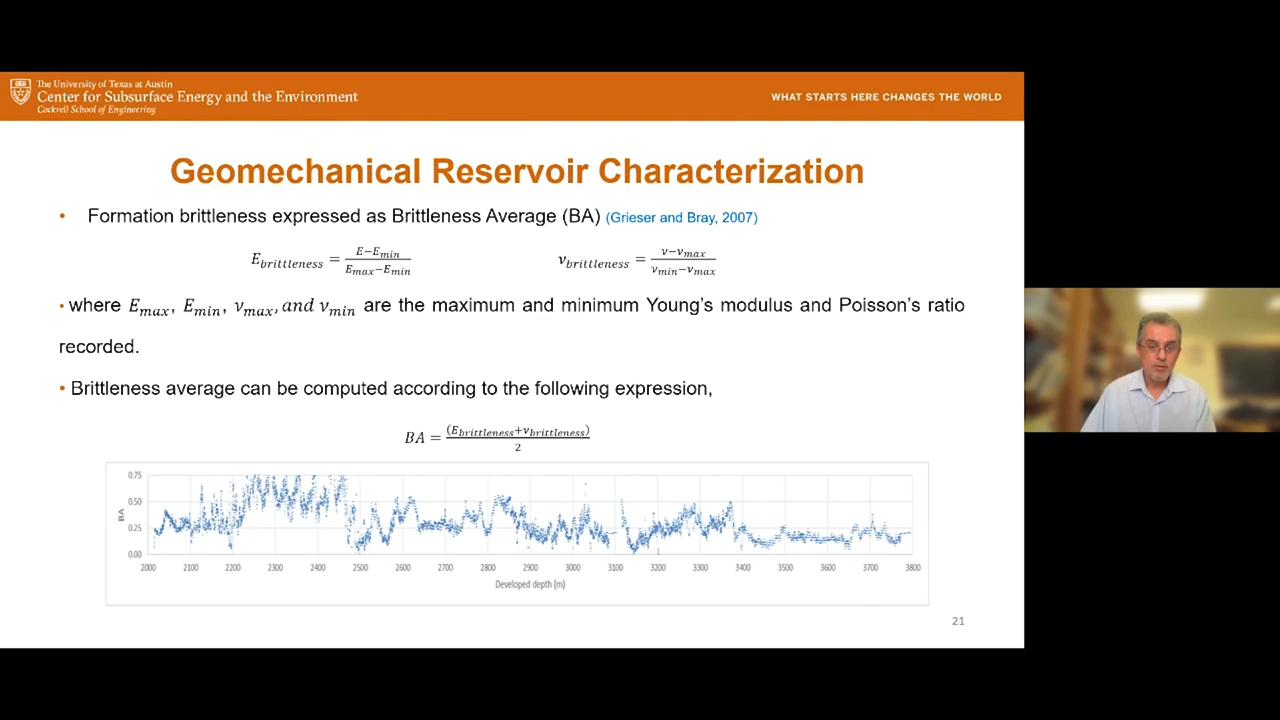 The University of Texas at Austin
Center for Subsurface Energy and the Environment
Cockrell School of Engineering
WHAT STARTS HERE CHANGES THE WORLD
Geomechanical Reservoir Characterization
• Formation brittleness expressed as Brittleness Average (BA) (Grieser and Bray, 2007)
E_brittleness = (E−E_min)/(E_max−E_min)    ν_brittleness = (ν−ν_max)/(ν_min−ν_max)
• where E_max, E_min, ν_max, and ν_min are the maximum and minimum Young's modulus and Poisson's ratio
recorded.
• Brittleness average can be computed according to the following expression,
BA = (E_brittleness+ν_brittleness)/2
0.75
0.50
0.25
0.00
BA
2000 2100 2200 2300 2400 2500 2600 2700 2800 2900 3000 3100 3200 3300 3400 3500 3600 3700 3800
Developed depth (m)
21